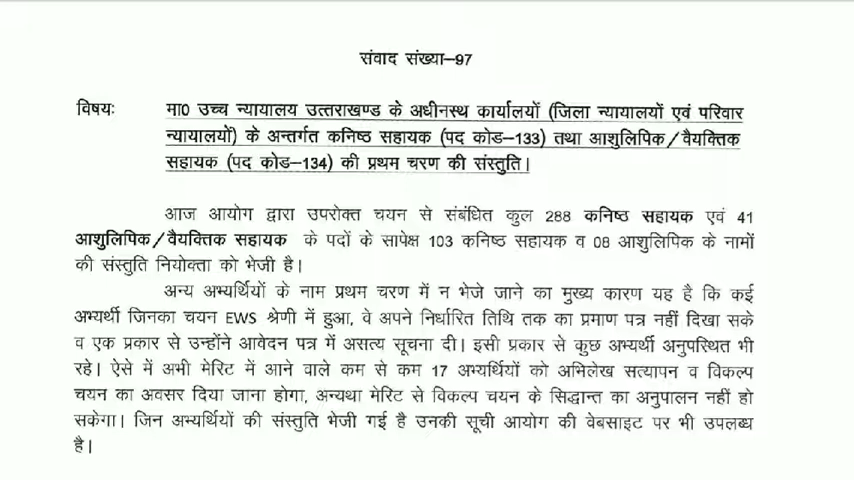 संवाद संख्या–97
विषयः मा0 उच्च न्यायालय उत्तराखण्ड के अधीनस्थ कार्यालयों (जिला न्यायालयों एवं परिवार
न्यायालयों) के अन्तर्गत कनिष्ठ सहायक (पद कोड–133) तथा आशुलिपिक/वैयक्तिक
सहायक (पद कोड–134) की प्रथम चरण की संस्तुति।
आज आयोग द्वारा उपरोक्त चयन से संबंधित कुल 288 कनिष्ठ सहायक एवं 41
आशुलिपिक/वैयक्तिक सहायक के पदों के सापेक्ष 103 कनिष्ठ सहायक व 08 आशुलिपिक के नामों
की संस्तुति नियोक्ता को भेजी है।
अन्य अभ्यर्थियों के नाम प्रथम चरण में न भेजे जाने का मुख्य कारण यह है कि कई
अभ्यर्थी जिनका चयन EWS श्रेणी में हुआ, वे अपने निर्धारित तिथि तक का प्रमाण पत्र नहीं दिखा सके
व एक प्रकार से उन्होंने आवेदन पत्र में असत्य सूचना दी। इसी प्रकार से कुछ अभ्यर्थी अनुपस्थित भी
रहे। ऐसे में अभी मेरिट में आने वाले कम से कम 17 अभ्यर्थियों को अभिलेख सत्यापन व विकल्प
चयन का अवसर दिया जाना होगा, अन्यथा मेरिट से विकल्प चयन के सिद्धान्त का अनुपालन नहीं हो
सकेगा। जिन अभ्यर्थियों की संस्तुति भेजी गई है उनकी सूची आयोग की वेबसाइट पर भी उपलब्ध
है।